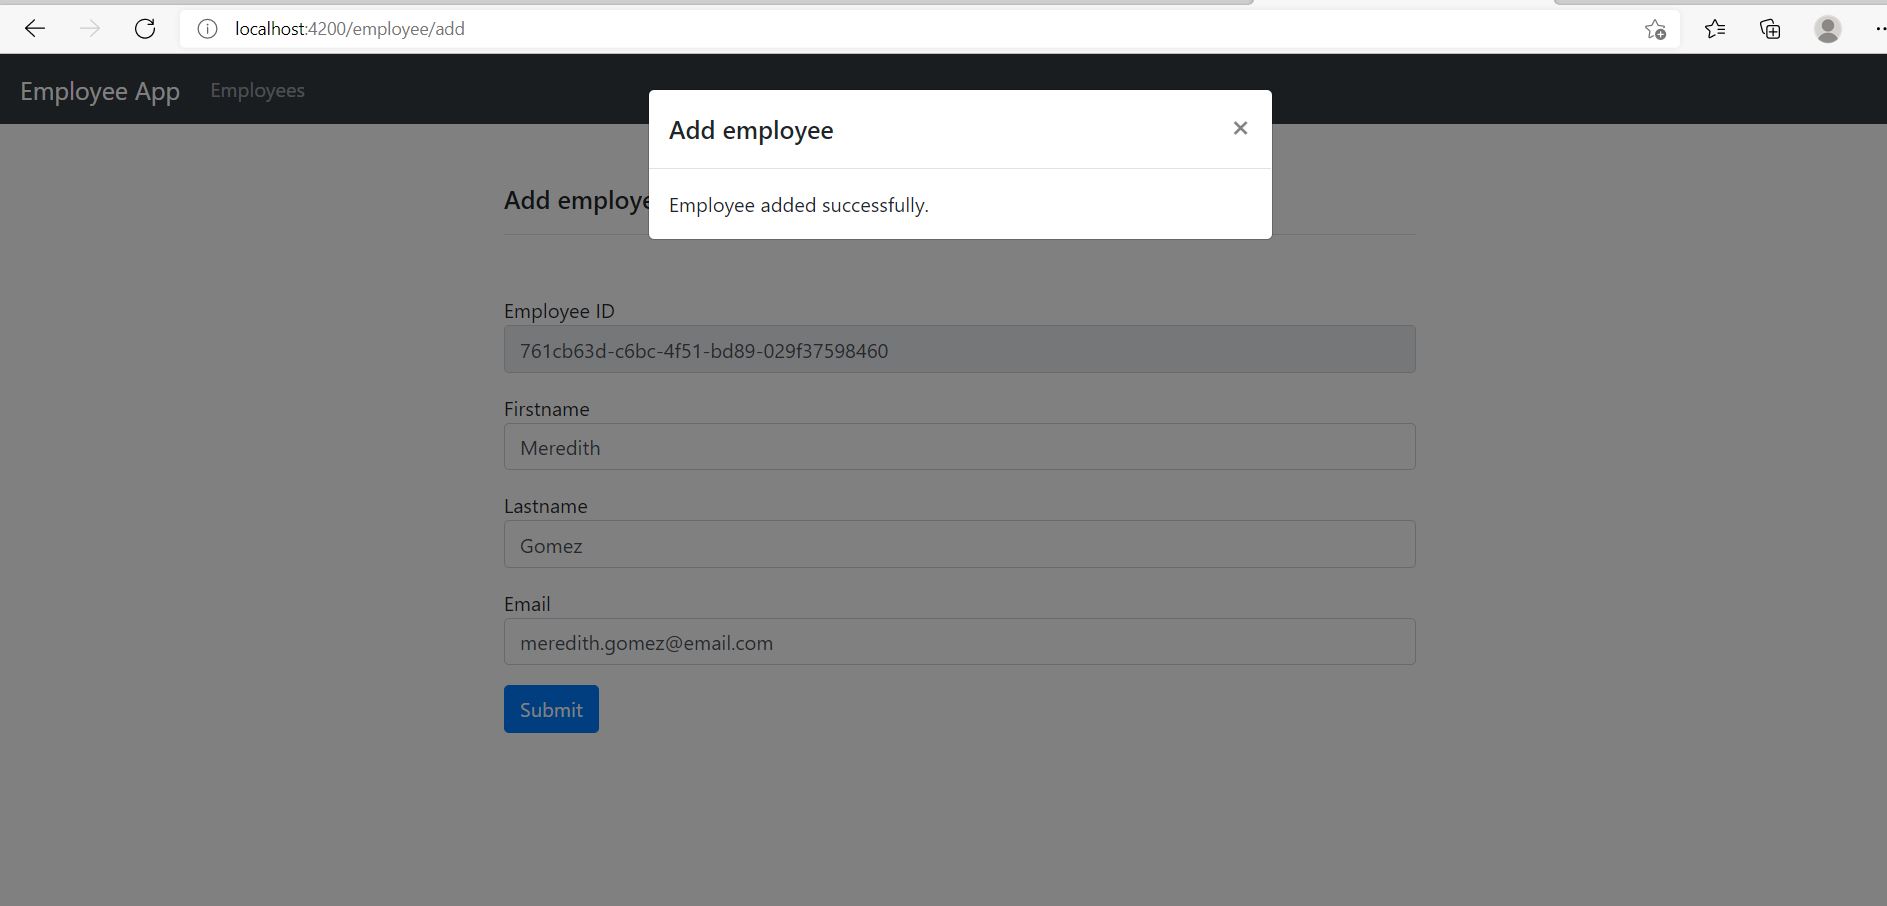 localhost:4200/employee/add
Employee App Employees
Add employee ×
Employee added successfully.
Add employe
Employee ID
761cb63d-c6bc-4f51-bd89-029f37598460
Firstname
Meredith
Lastname
Gomez
Email
meredith.gomez@email.com
Submit